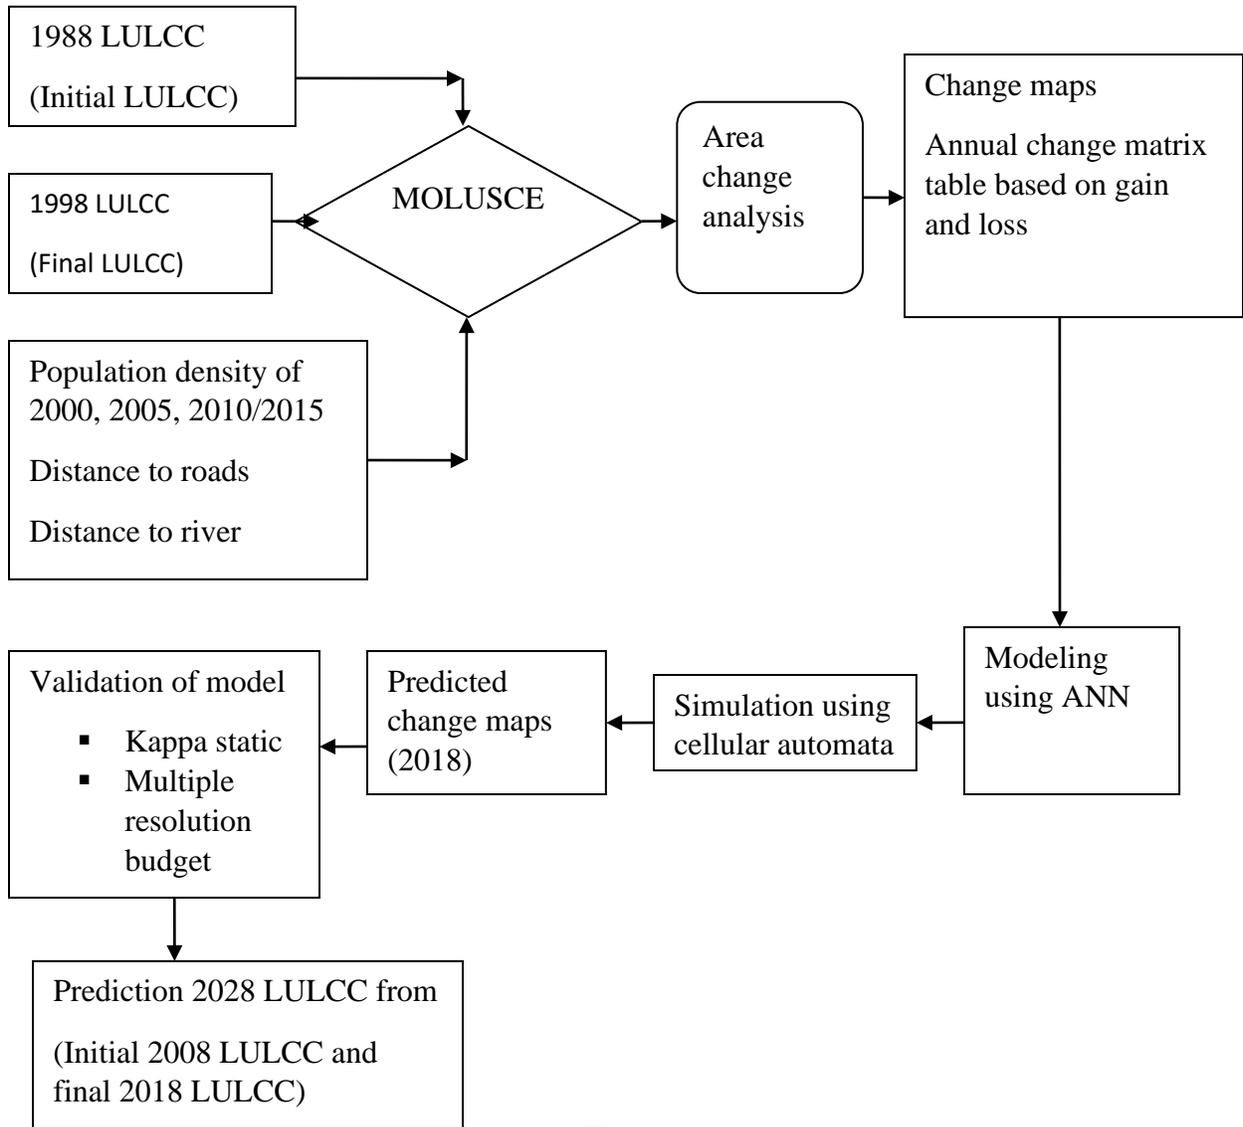 1988 LULCC
(Initial LULCC)
1998 LULCC
(Final LULCC)
Population density of
2000, 2005, 2010/2015
Distance to roads
Distance to river
MOLUSCE
Area
change
analysis
Change maps
Annual change matrix
table based on gain
and loss
Modeling
using ANN
Simulation using
cellular automata
Predicted
change maps
(2018)
Validation of model
▪ Kappa static
▪ Multiple
resolution
budget
Prediction 2028 LULCC from
(Initial 2008 LULCC and
final 2018 LULCC)